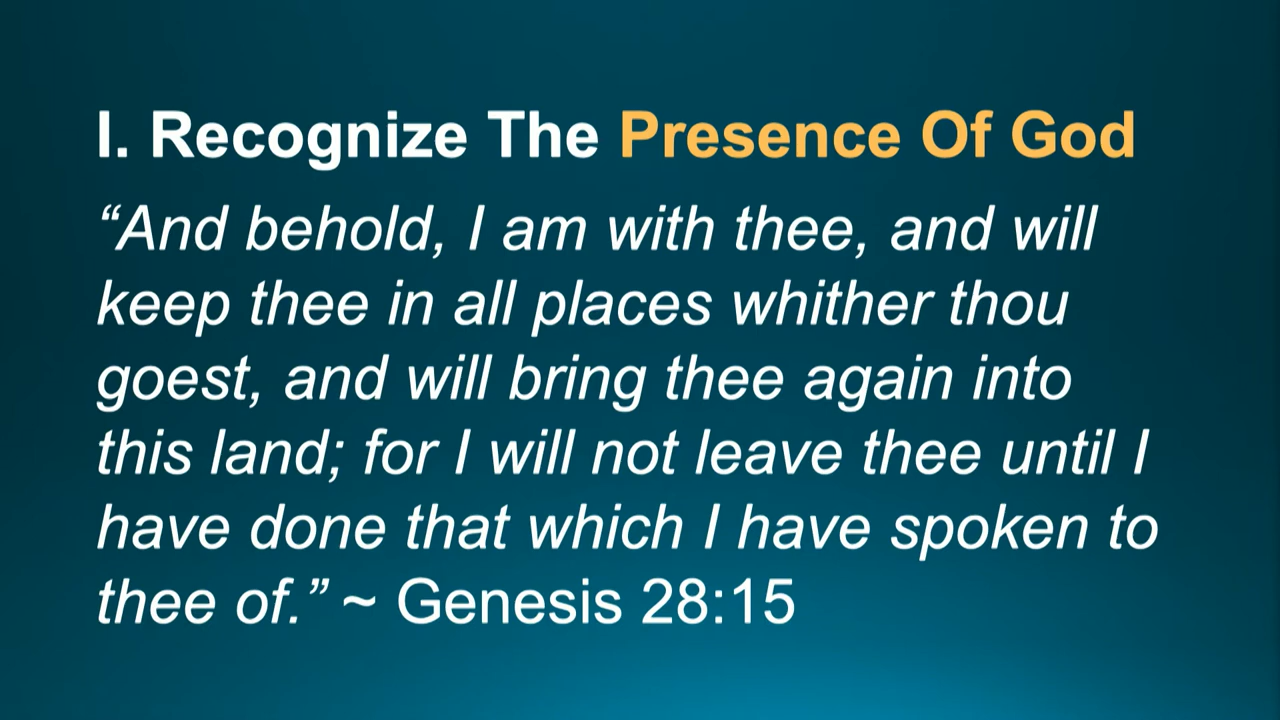 I. Recognize The Presence Of God
“And behold, I am with thee, and will
keep thee in all places whither thou
goest, and will bring thee again into
this land; for I will not leave thee until I
have done that which I have spoken to
thee of.” ~ Genesis 28:15